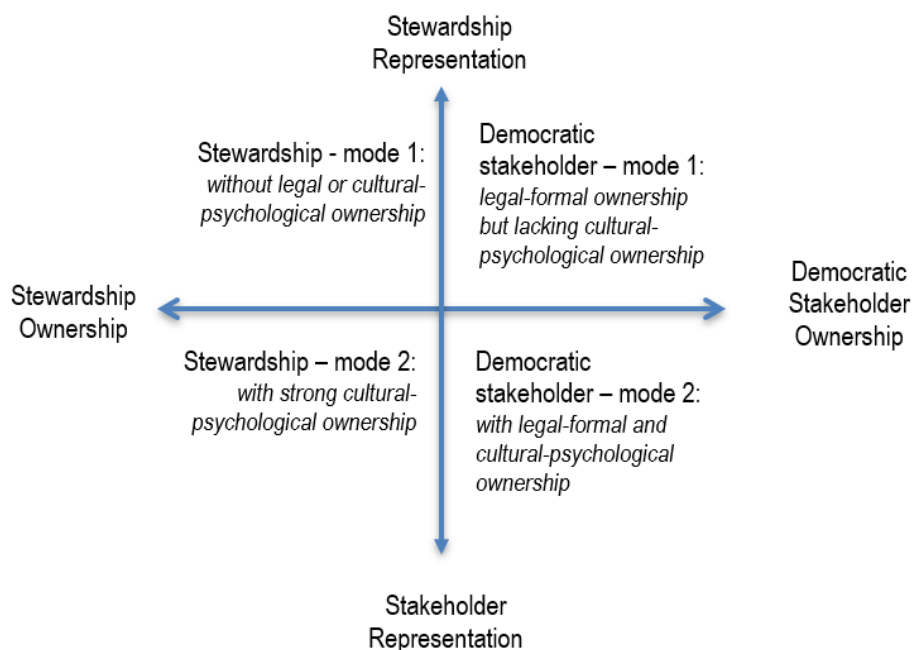 Stewardship
Representation
Stewardship - mode 1:
without legal or cultural-
psychological ownership
Democratic
stakeholder – mode 1:
legal-formal ownership
but lacking cultural-
psychological ownership
Stewardship
Ownership
Democratic
Stakeholder
Ownership
Stewardship – mode 2:
with strong cultural-
psychological ownership
Democratic
stakeholder – mode 2:
with legal-formal and
cultural-psychological
ownership
Stakeholder
Representation